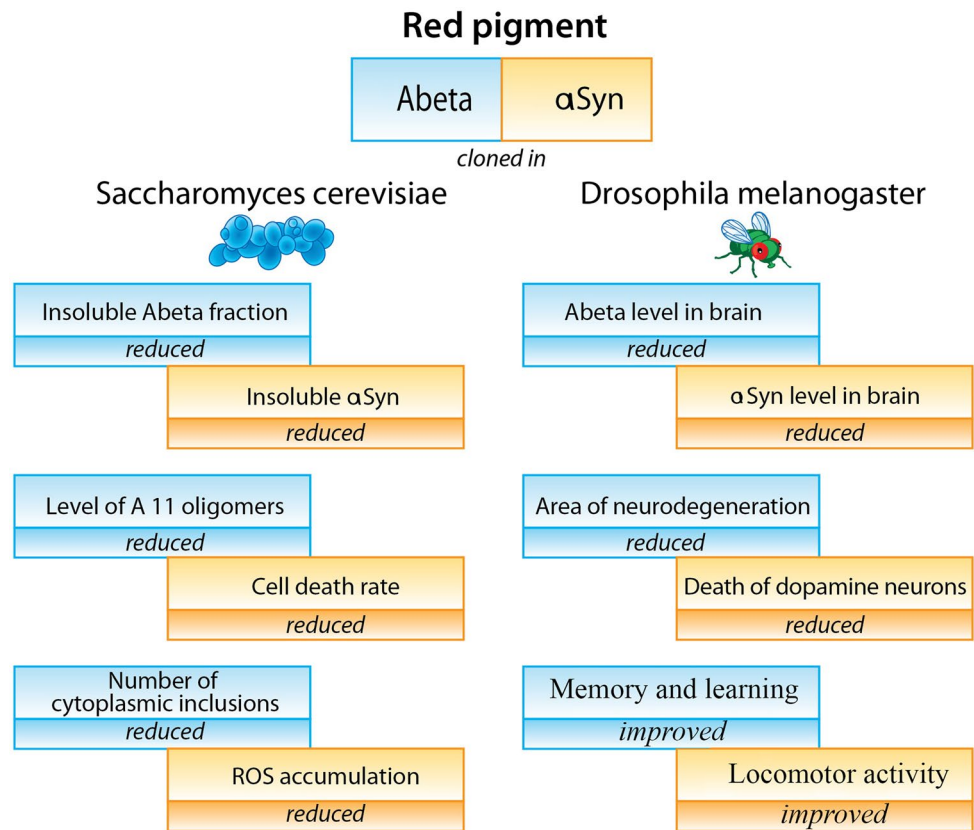 Red pigment
Abeta
αSyn
cloned in
Saccharomyces cerevisiae
Insoluble Abeta fraction
reduced
Insoluble αSyn
reduced
Level of A 11 oligomers
reduced
Cell death rate
reduced
Number of
cytoplasmic inclusions
reduced
ROS accumulation
reduced
Drosophila melanogaster
Abeta level in brain
reduced
αSyn level in brain
reduced
Area of neurodegeneration
reduced
Death of dopamine neurons
reduced
Memory and learning
improved
Locomotor activity
improved